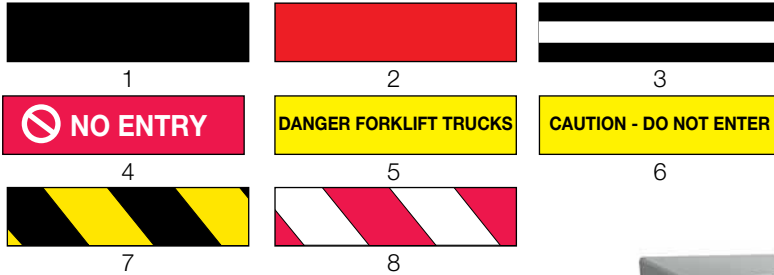 1 2 3
NO ENTRY DANGER FORKLIFT TRUCKS CAUTION - DO NOT ENTER
4 5 6
7 8